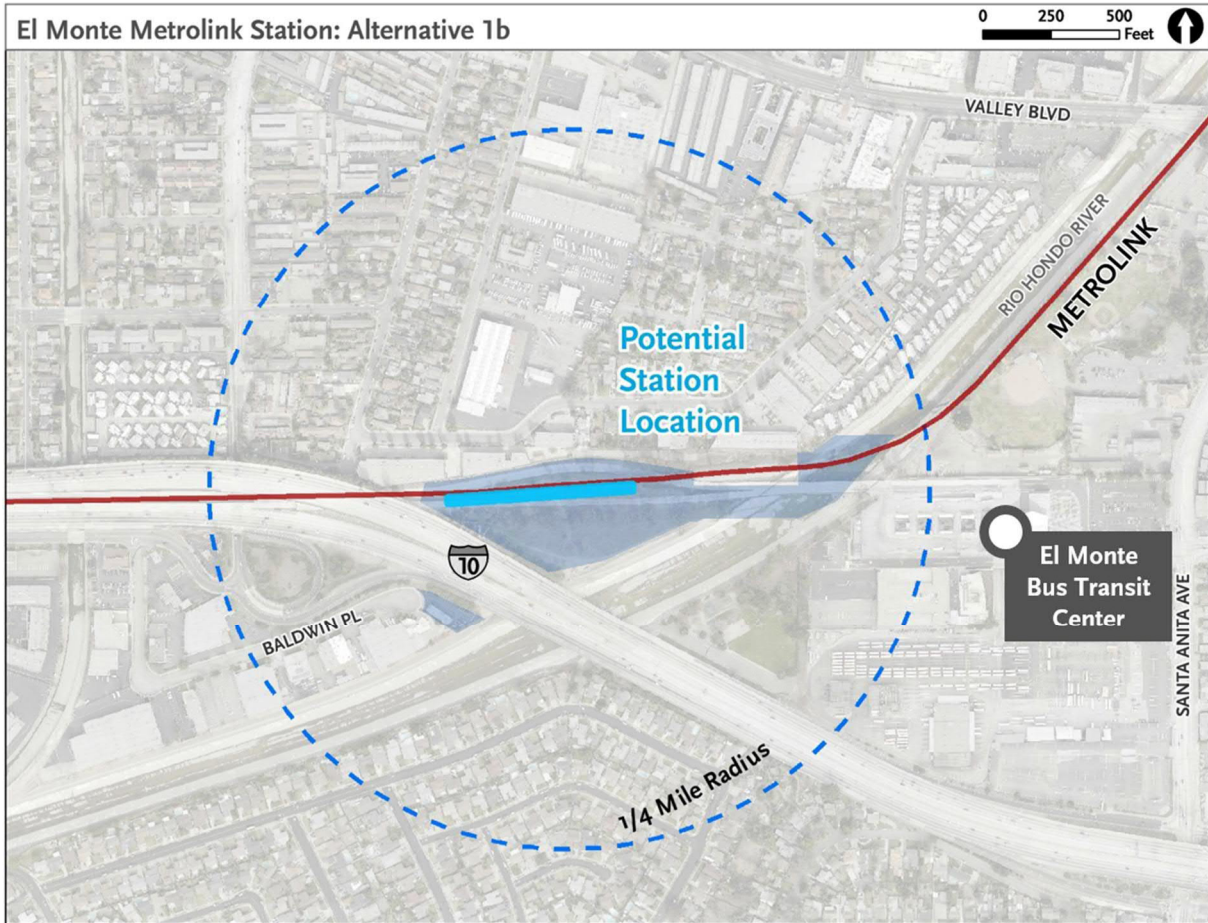 El Monte Metrolink Station: Alternative 1b
0 250 500
Feet
VALLEY BLVD
RIO HONDO RIVER
METROLINK
Potential
Station
Location
10
El Monte
Bus Transit
Center
BALDWIN PL
SANTA ANITA AVE
1/4 Mile Radius